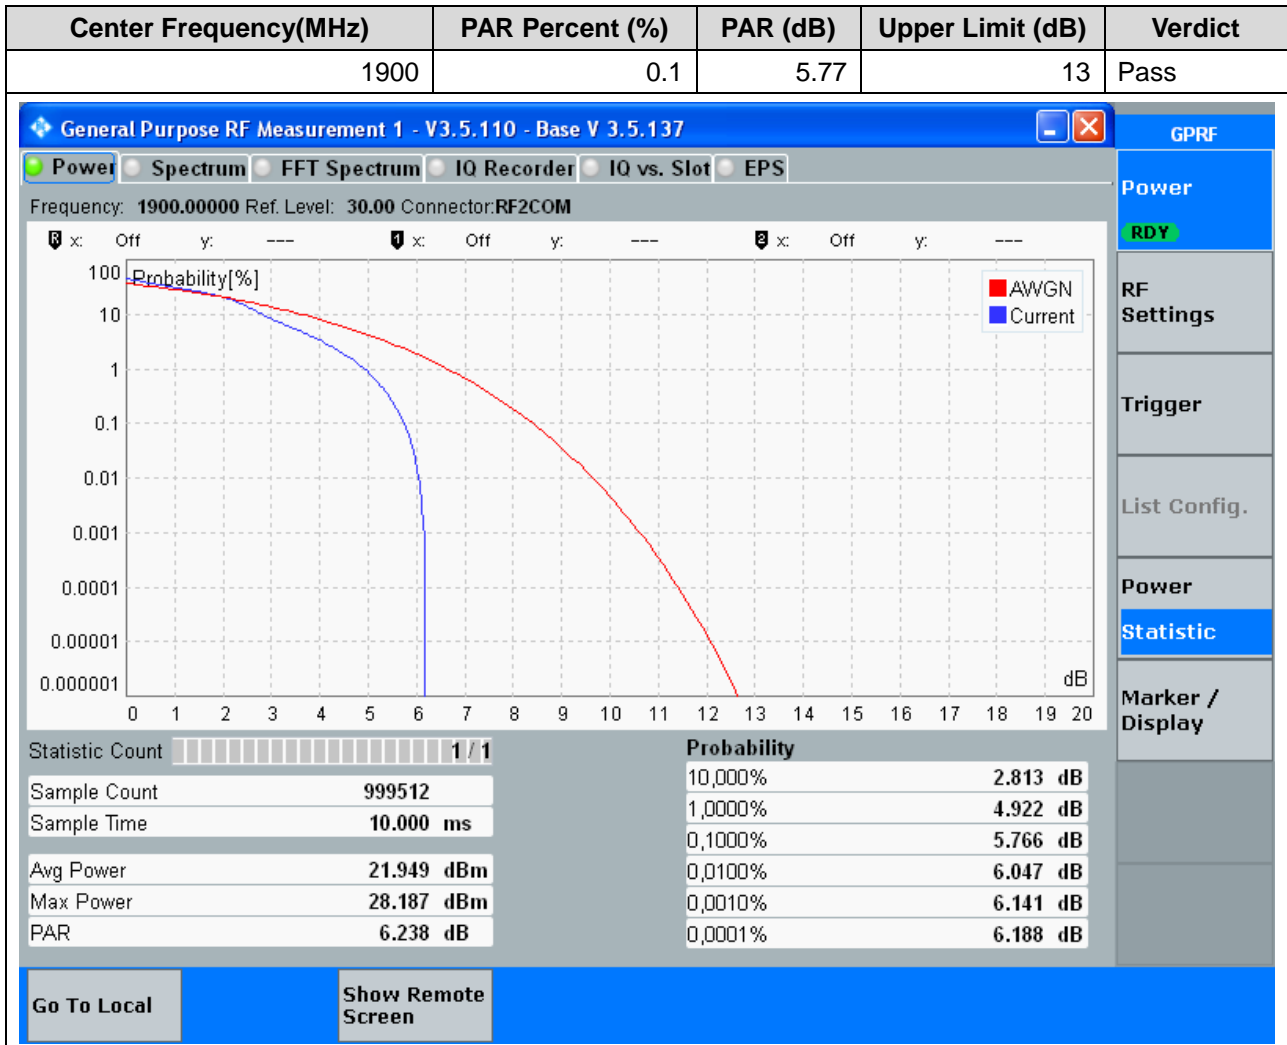 Center Frequency(MHz) PAR Percent (%) PAR (dB) Upper Limit (dB) Verdict
1900 0.1 5.77 13 Pass
General Purpose RF Measurement 1 - V3.5.110 - Base V 3.5.137
GPRF
Power Spectrum FFT Spectrum IQ Recorder IQ vs. Slot EPS
Frequency: 1900.00000 Ref. Level: 30.00 Connector:RF2COM
R x: Off y: --- 1 x: Off y: --- 2 x: Off y: ---
Probability[%]
AWGN
Current
100
10
1
0.1
0.01
0.001
0.0001
0.00001
0.000001
dB
0 1 2 3 4 5 6 7 8 9 10 11 12 13 14 15 16 17 18 19 20
Statistic Count 1 / 1
Sample Count 999512
Sample Time 10.000 ms
Avg Power 21.949 dBm
Max Power 28.187 dBm
PAR 6.238 dB
Probability
10,000% 2.813 dB
1,0000% 4.922 dB
0,1000% 5.766 dB
0,0100% 6.047 dB
0,0010% 6.141 dB
0,0001% 6.188 dB
Power
RDY
RF
Settings
Trigger
List Config.
Power
Statistic
Marker /
Display
Go To Local
Show Remote
Screen